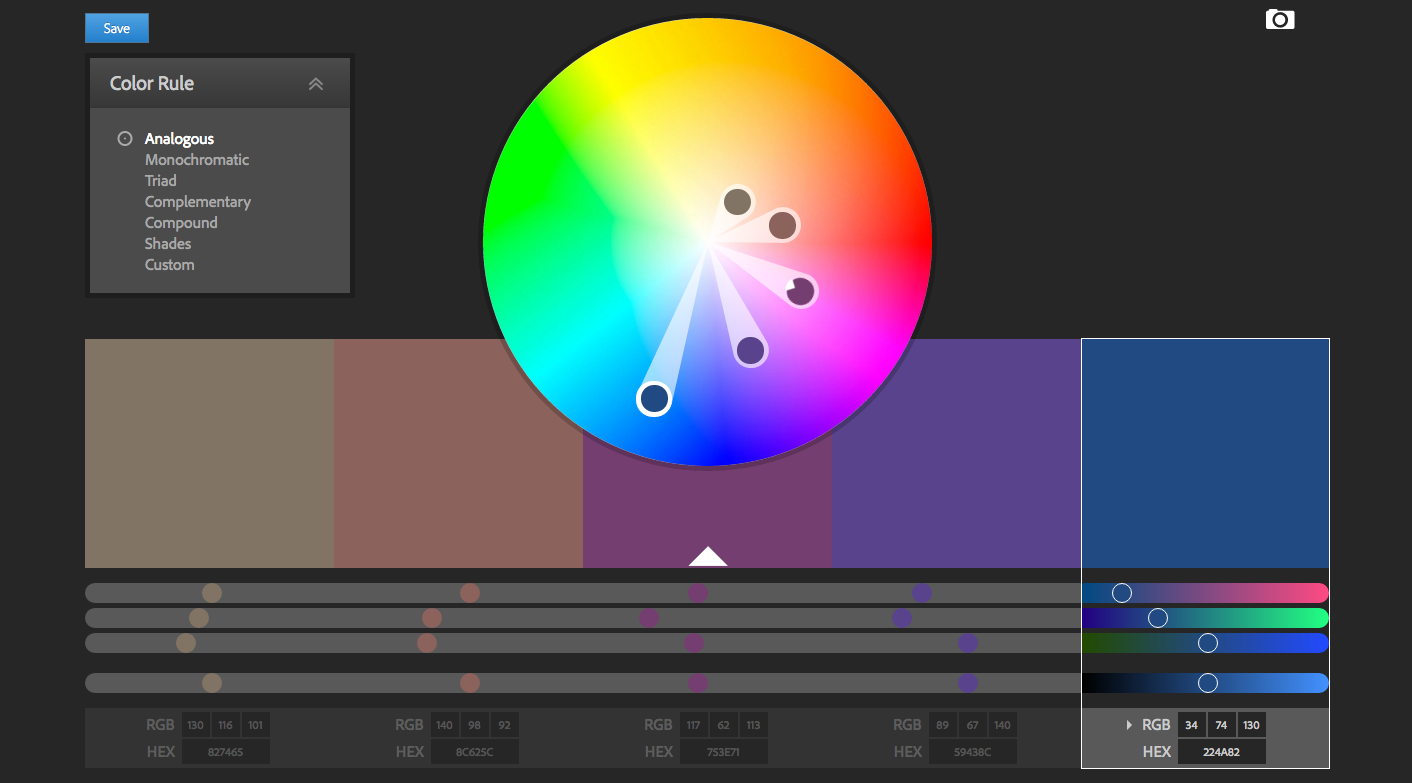 Save
Color Rule
Analogous
Monochromatic
Triad
Complementary
Compound
Shades
Custom
RGB 130 116 101 RGB 140 98 92 RGB 117 62 113 RGB 89 67 140 RGB 34 74 130
HEX 827465 HEX 8C625C HEX 753E71 HEX 59438C HEX 224A82